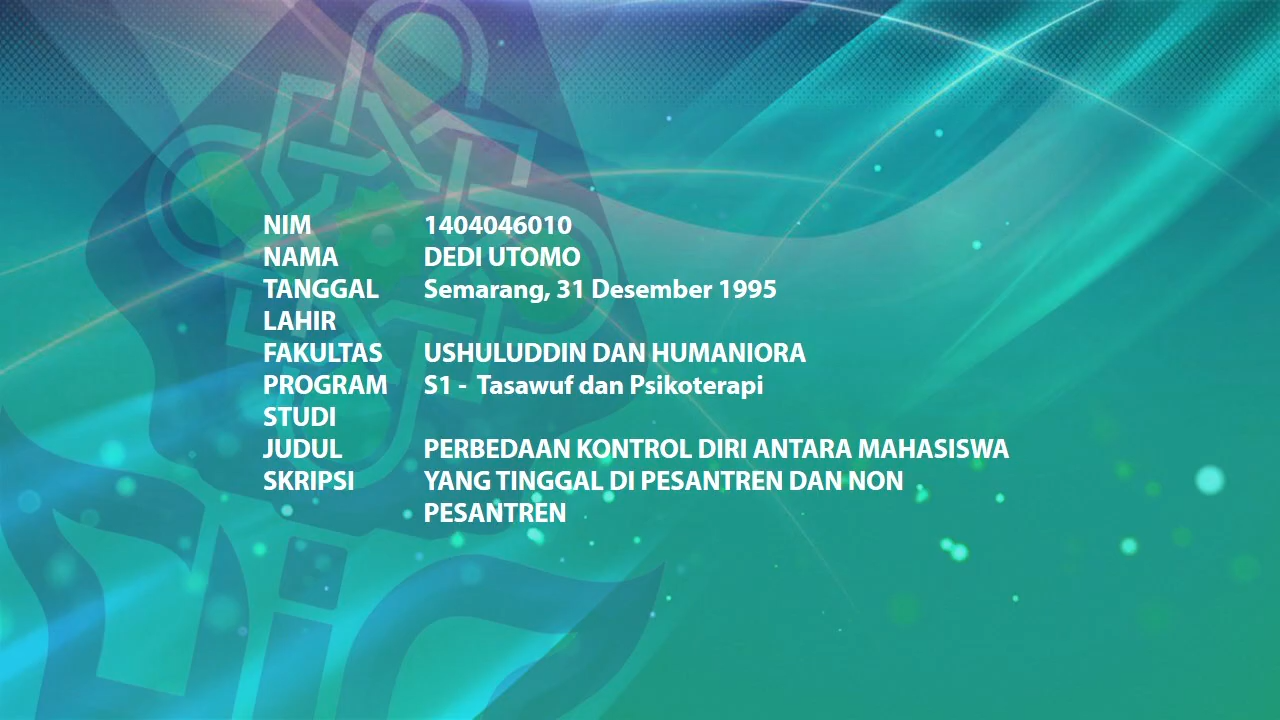 NIM 1404046010
NAMA DEDI UTOMO
TANGGAL Semarang, 31 Desember 1995
LAHIR
FAKULTAS USHULUDDIN DAN HUMANIORA
PROGRAM S1 - Tasawuf dan Psikoterapi
STUDI
JUDUL PERBEDAAN KONTROL DIRI ANTARA MAHASISWA
SKRIPSI YANG TINGGAL DI PESANTREN DAN NON
PESANTREN